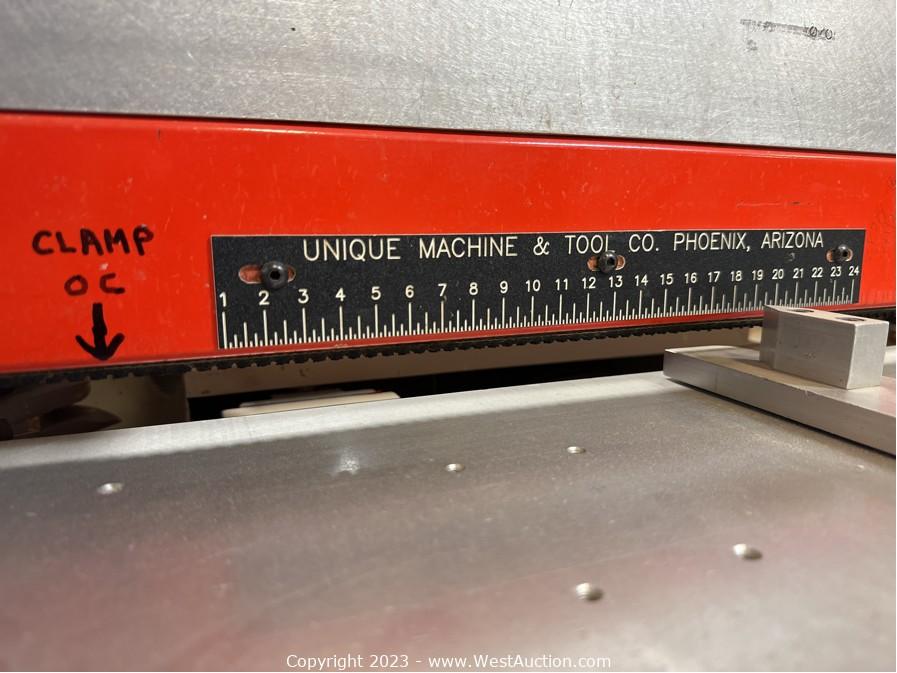 CLAMP
OC
UNIQUE MACHINE & TOOL CO. PHOENIX, ARIZONA
1 2 3 4 5 6 7 8 9 10 11 12 13 14 15 16 17 18 19 20 21 22 23 24
Copyright 2023 - www.WestAuction.com